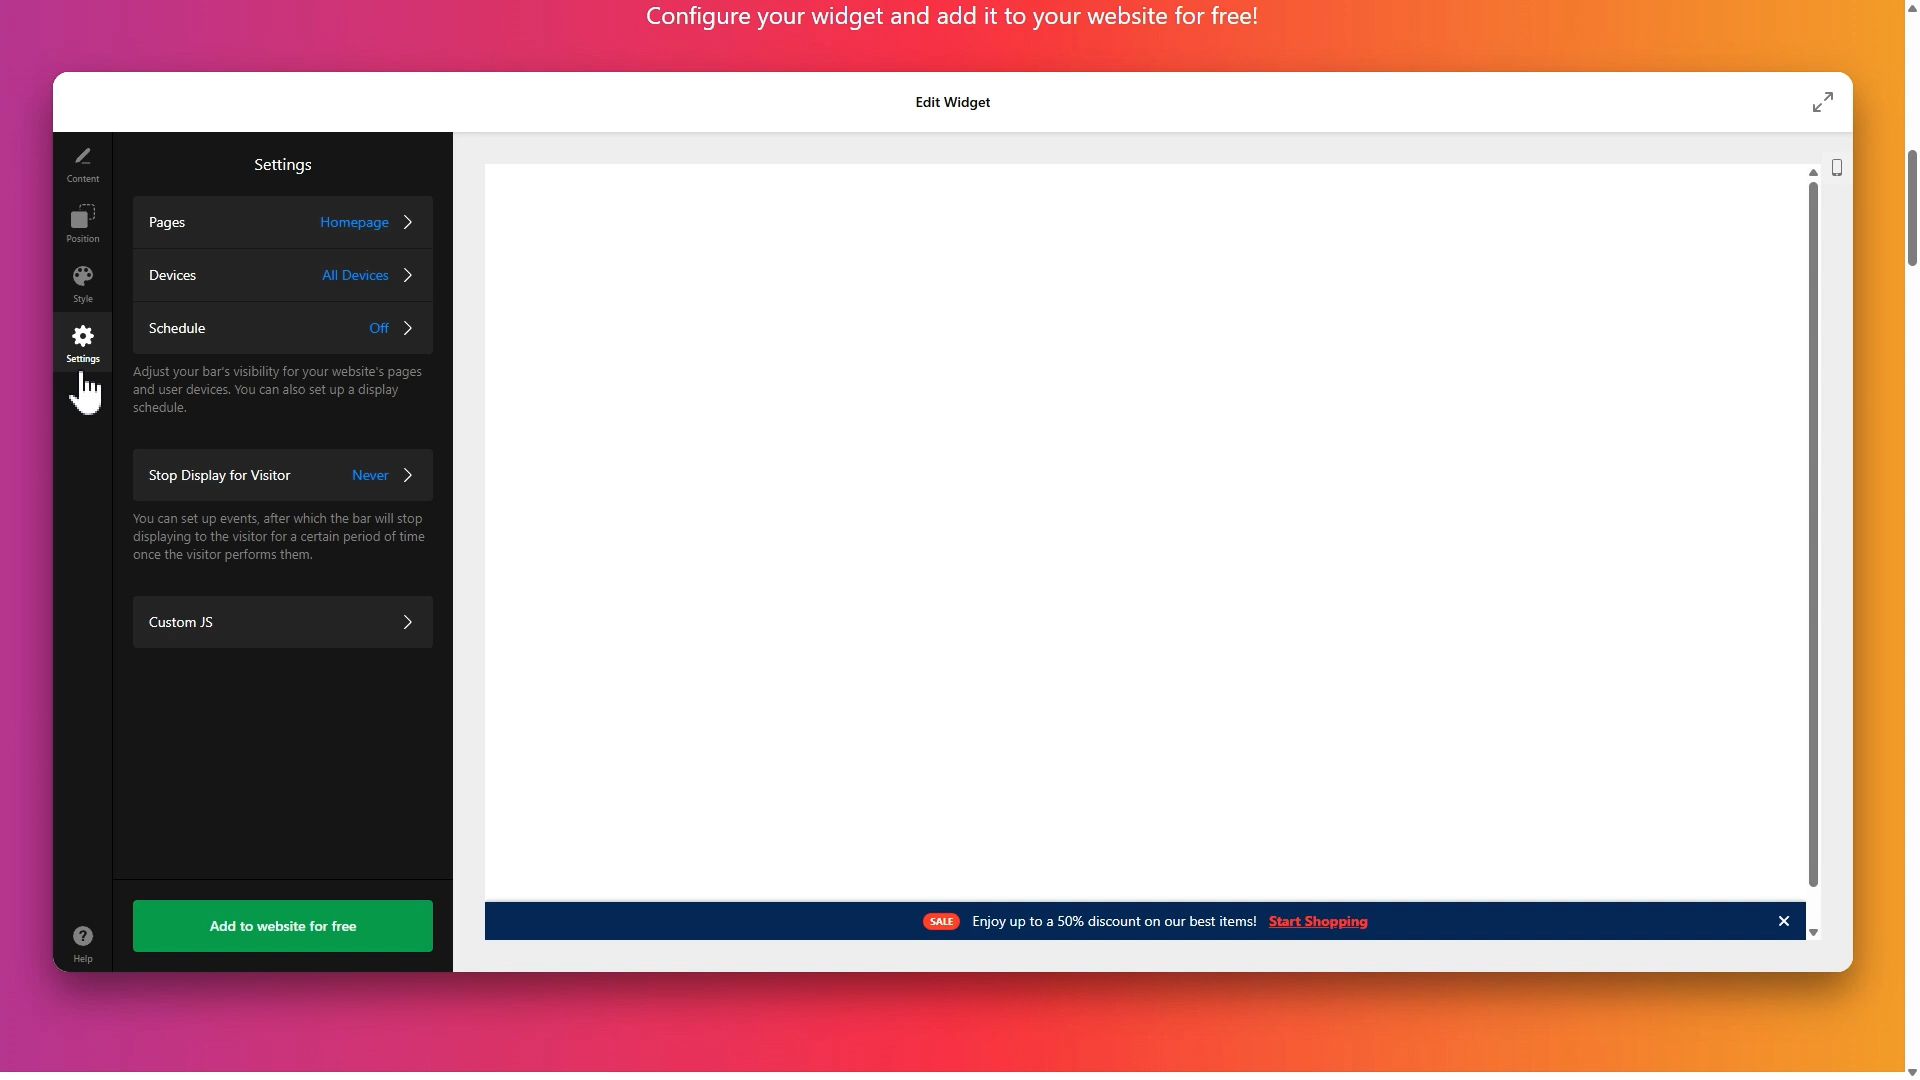 Configure your widget and add it to your website for free!
Edit Widget
Content
Position
Style
Settings
Help
Settings
Pages Homepage
Devices All Devices
Schedule Off
Adjust your bar's visibility for your website's pages
and user devices. You can also set up a display
schedule.
Stop Display for Visitor Never
You can set up events, after which the bar will stop
displaying to the visitor for a certain period of time
once the visitor performs them.
Custom JS
Add to website for free
SALE Enjoy up to a 50% discount on our best items! Start Shopping